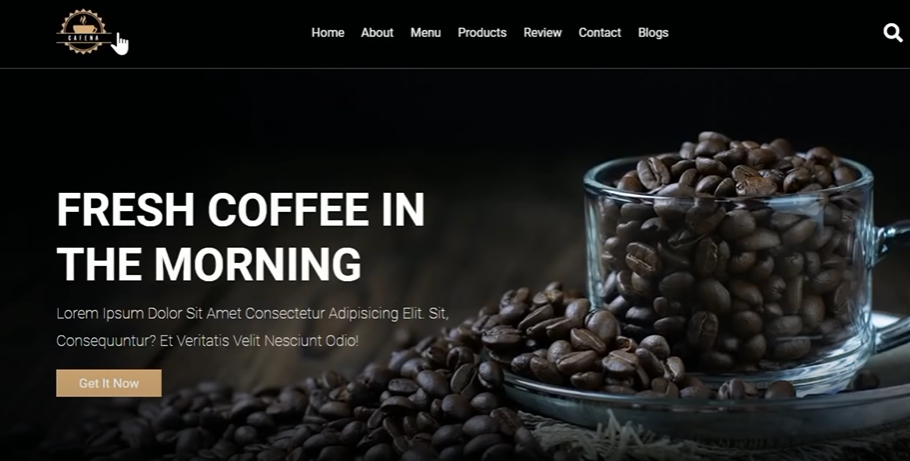 CAFENA
Home About Menu Products Review Contact Blogs
FRESH COFFEE IN
THE MORNING
Lorem Ipsum Dolor Sit Amet Consectetur Adipisicing Elit. Sit,
Consequuntur? Et Veritatis Velit Nesciunt Odio!
Get It Now